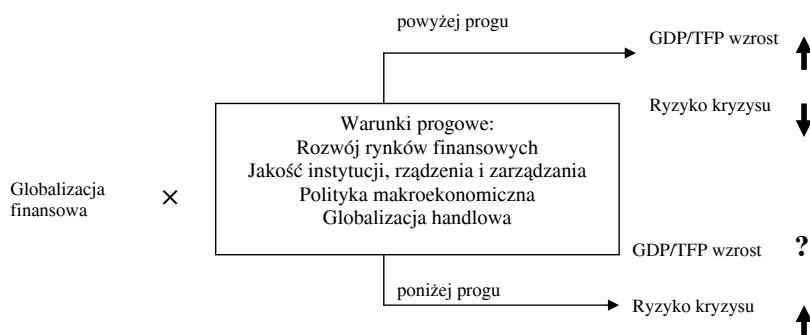 powyżej progu
GDP/TFP wzrost
Ryzyko kryzysu
Warunki progowe:
Rozwój rynków finansowych
Jakość instytucji, rządzenia i zarządzania
Polityka makroekonomiczna
Globalizacja handlowa
Globalizacja
finansowa
×
GDP/TFP wzrost ?
poniżej progu
Ryzyko kryzysu